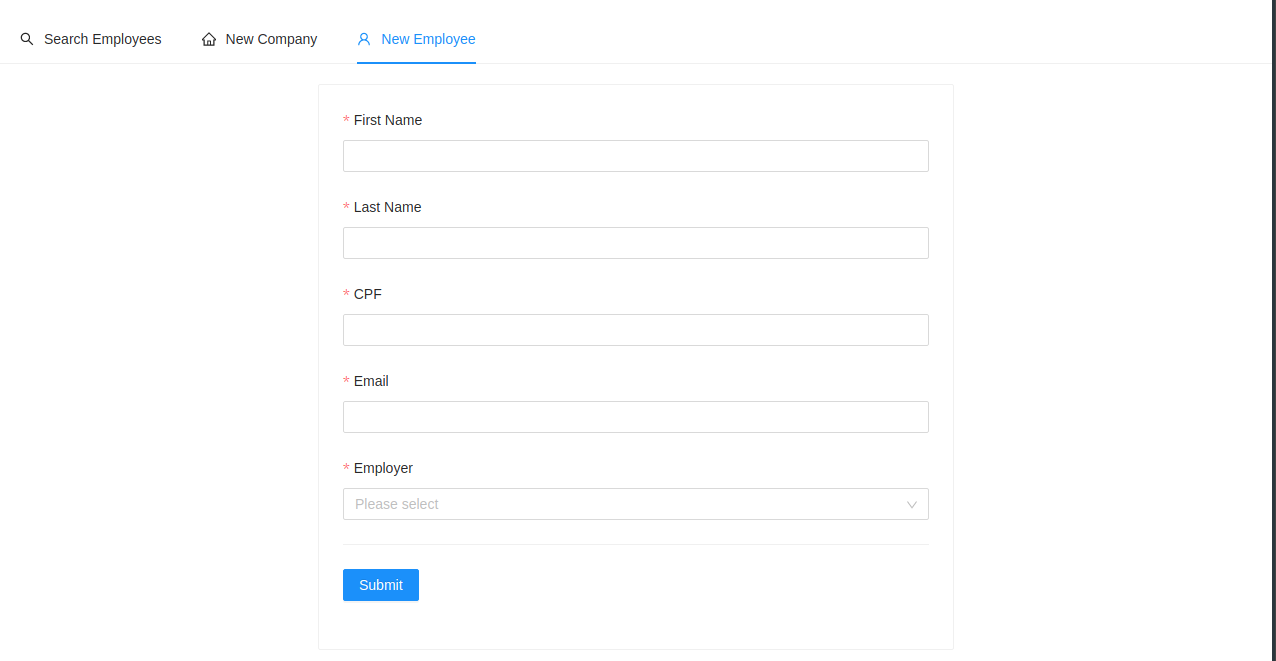 Search Employees New Company New Employee
* First Name
* Last Name
* CPF
* Email
* Employer
Please select
Submit